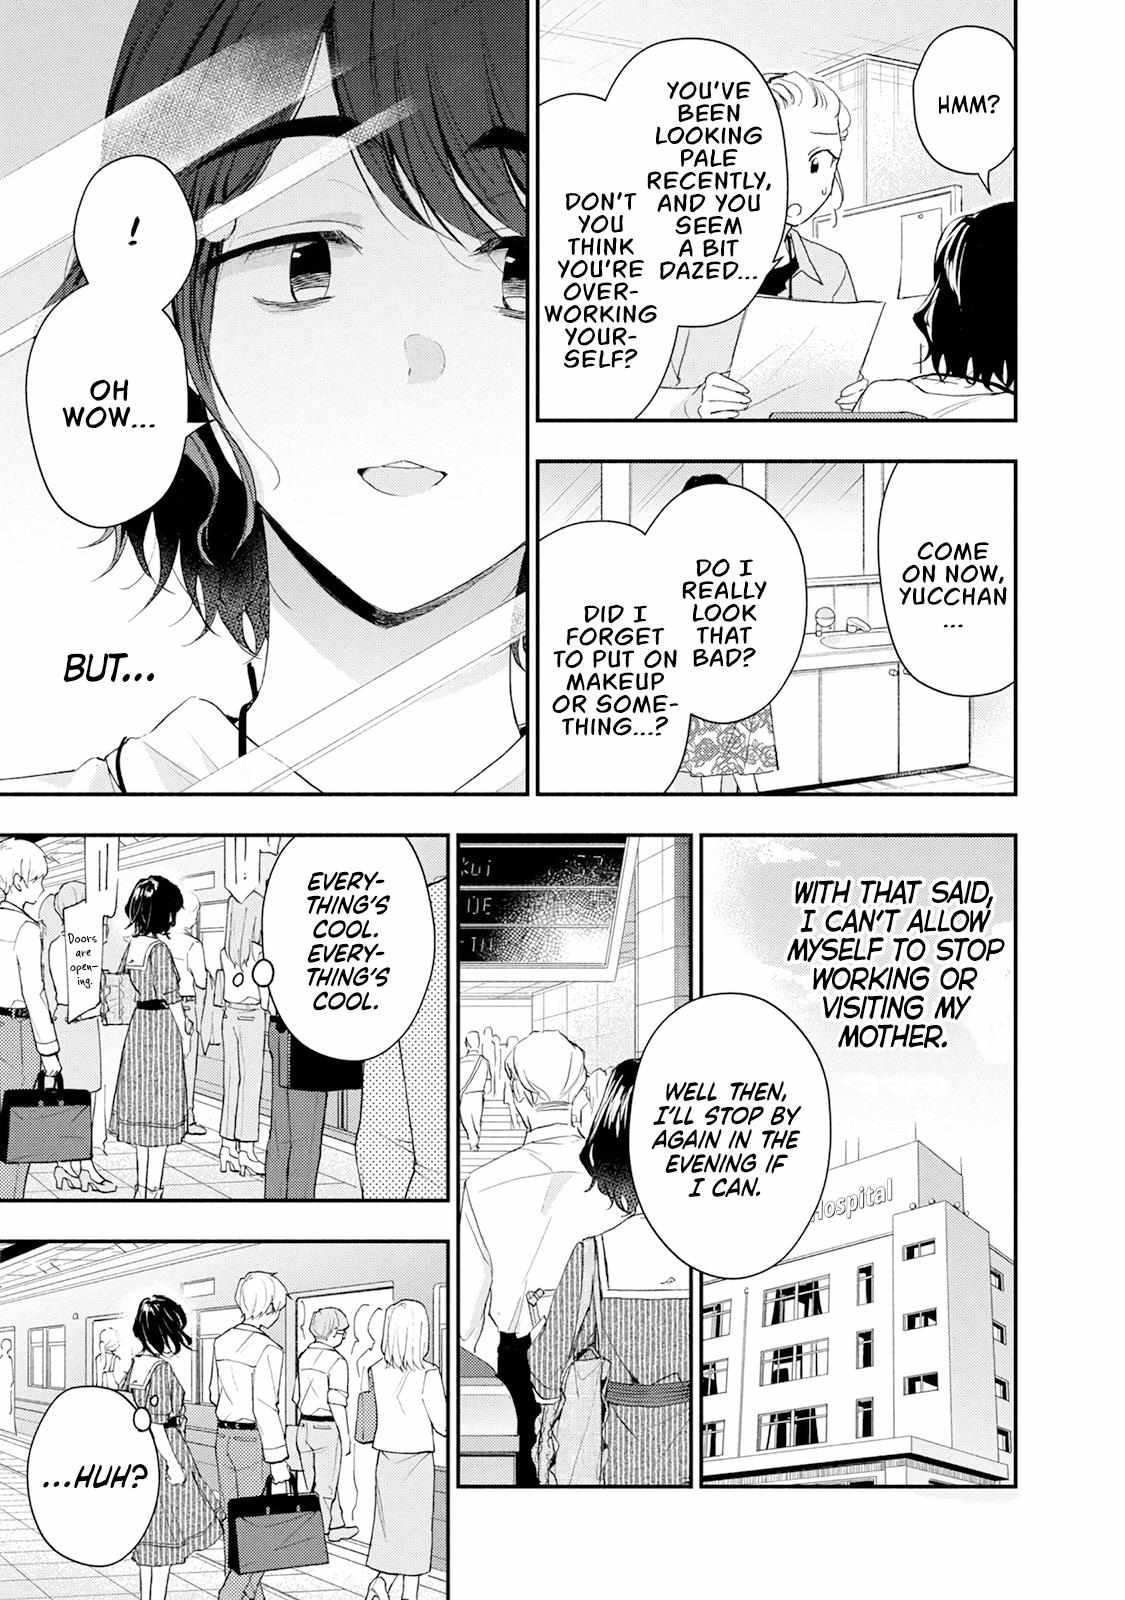 HMM?
YOU'VE
BEEN
LOOKING
PALE
RECENTLY,
AND YOU
SEEM
A BIT
DAZED...
DON'T
YOU
THINK
YOU'RE
OVER-
WORKING
YOUR-
SELF?
COME
ON NOW,
YUCCHAN
...
DO I
REALLY
LOOK
THAT
BAD?
DID I
FORGET
TO PUT ON
MAKEUP
OR SOME-
THING...?
!
OH
WOW...
BUT...
WITH THAT SAID,
I CAN'T ALLOW
MYSELF TO STOP
WORKING OR
VISITING MY
MOTHER.
Hospital
WELL THEN,
I'LL STOP BY
AGAIN IN THE
EVENING IF
I CAN.
EVERY-
THING'S
COOL.
EVERY-
THING'S
COOL.
Doors
are
open-
ing.
...HUH?